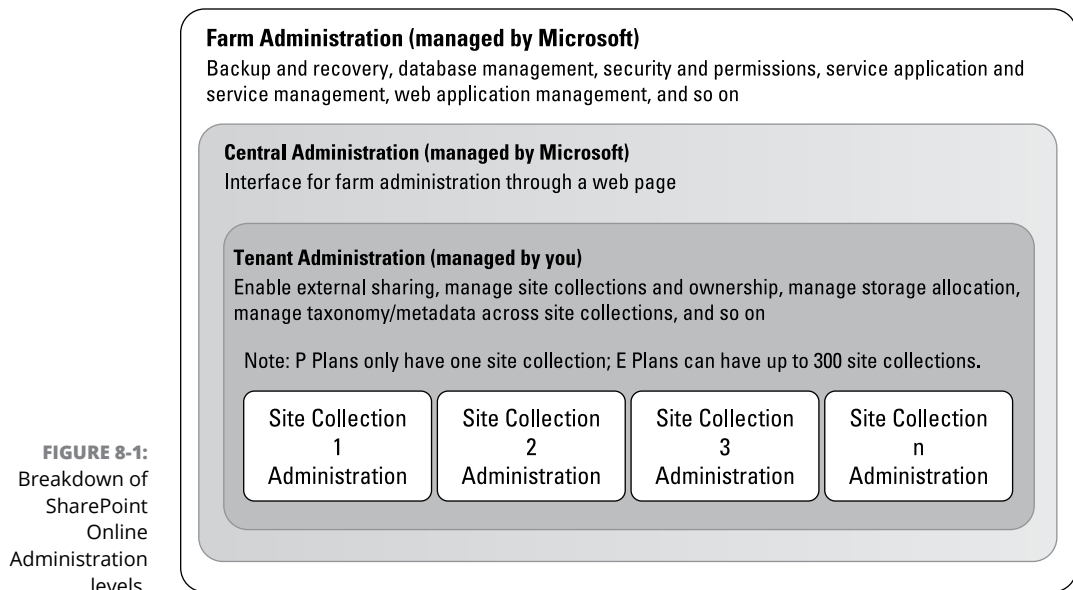 Farm Administration (managed by Microsoft)
Backup and recovery, database management, security and permissions, service application and
service management, web application management, and so on
Central Administration (managed by Microsoft)
Interface for farm administration through a web page
Tenant Administration (managed by you)
Enable external sharing, manage site collections and ownership, manage storage allocation,
manage taxonomy/metadata across site collections, and so on
Note: P Plans only have one site collection; E Plans can have up to 300 site collections.
Site Collection
1
Administration
Site Collection
2
Administration
Site Collection
3
Administration
Site Collection
n
Administration
FIGURE 8-1:
Breakdown of
SharePoint
Online
Administration
levels.